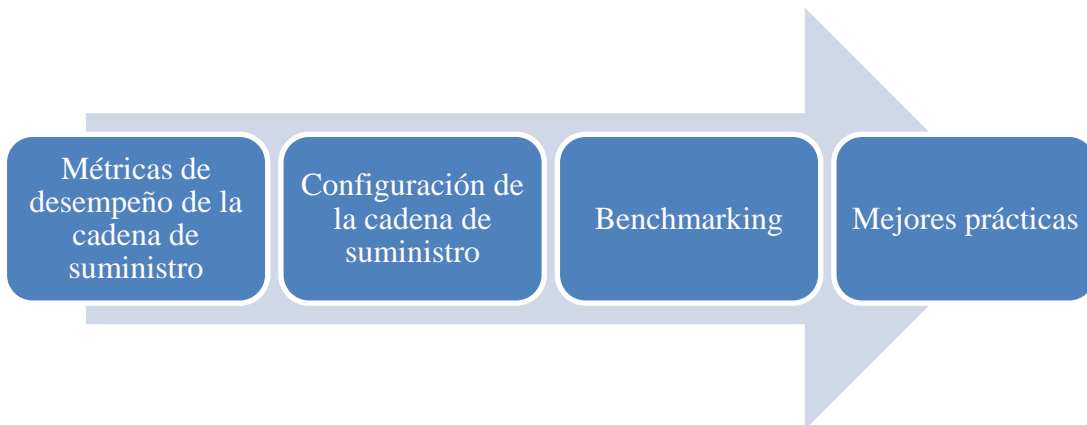 Métricas de
desempeño de la
cadena de
suministro
Configuración de
la cadena de
suministro
Benchmarking
Mejores prácticas